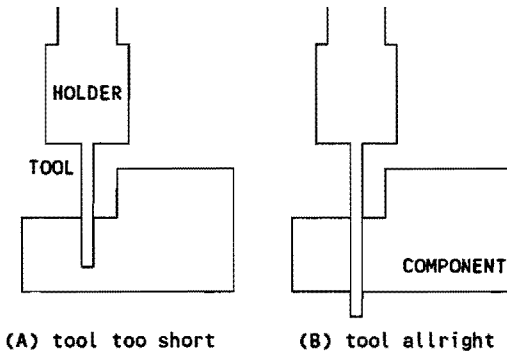 HOLDER
TOOL
COMPONENT
(A) tool too short
(B) tool allright